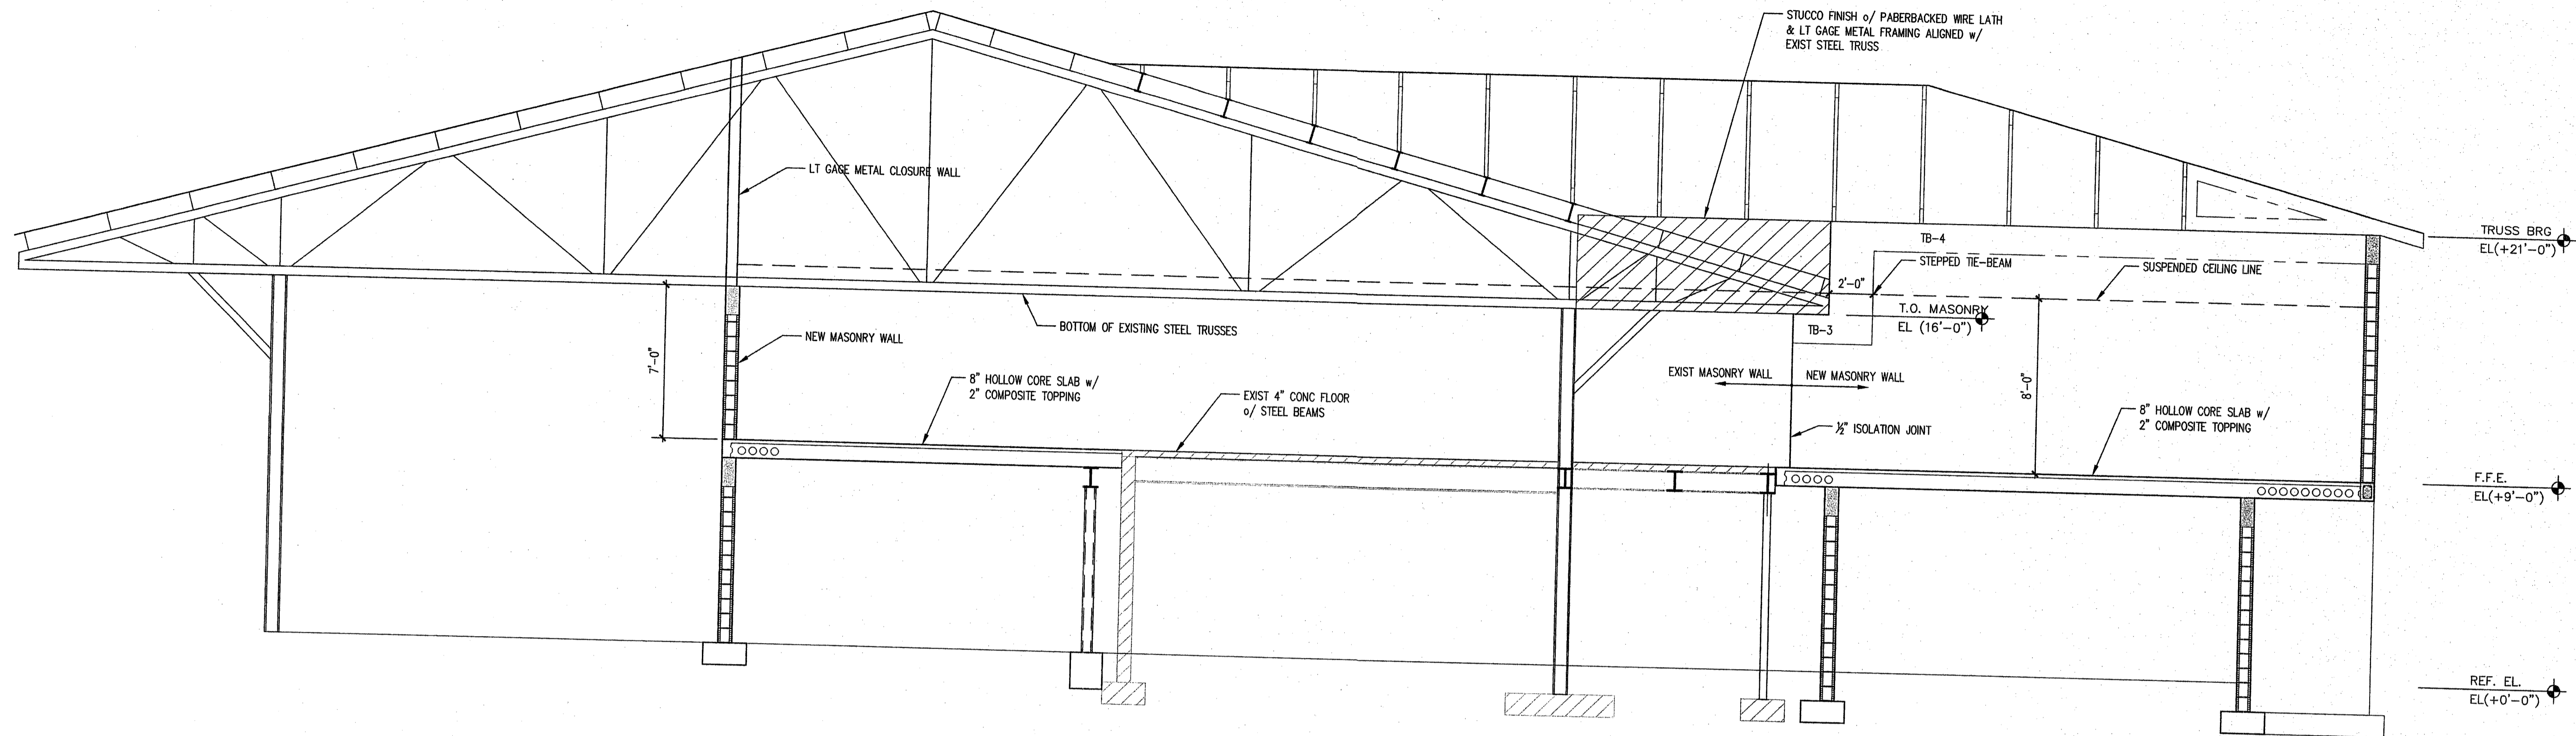 STUCCO FINISH o/ PABERBACKED WIRE LATH
& LT GAGE METAL FRAMING ALIGNED w/
EXIST STEEL TRUSS
LT GAGE METAL CLOSURE WALL
TRUSS BRG
EL(+21'-0")
TB-4
STEPPED TIE-BEAM
SUSPENDED CEILING LINE
2'-0"
T.O. MASONRY
EL (16'-0")
TB-3
BOTTOM OF EXISTING STEEL TRUSSES
NEW MASONRY WALL
7'-0"
8" HOLLOW CORE SLAB w/
2" COMPOSITE TOPPING
EXIST 4" CONC FLOOR
o/ STEEL BEAMS
EXIST MASONRY WALL
NEW MASONRY WALL
8'-0"
½" ISOLATION JOINT
8" HOLLOW CORE SLAB w/
2" COMPOSITE TOPPING
F.F.E.
EL(+9'-0")
REF. EL.
EL(+0'-0")